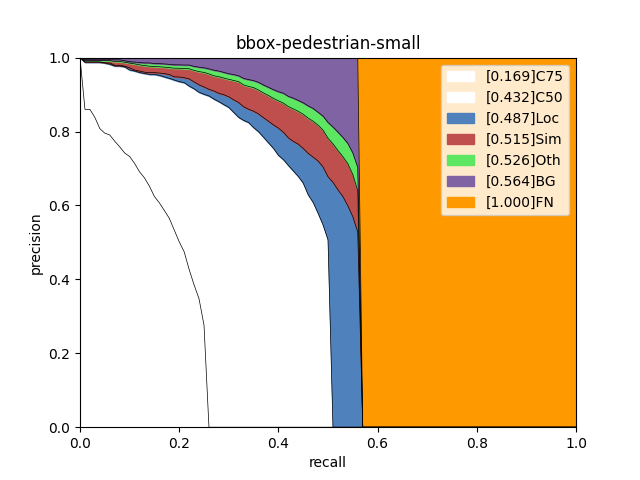 bbox-pedestrian-small
1.0
0.8
0.6
0.4
0.2
0.0
precision
[0.169]C75
[0.432]C50
[0.487]Loc
[0.515]Sim
[0.526]Oth
[0.564]BG
[1.000]FN
0.0 0.2 0.4 0.6 0.8 1.0
recall